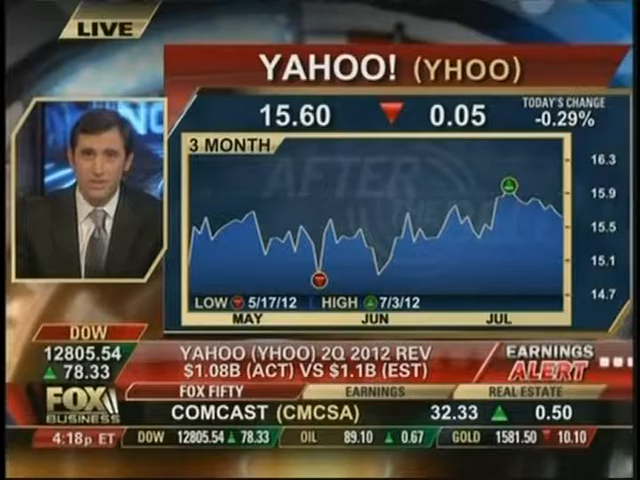 LIVE
YAHOO! (YHOO)
15.60 ▼ 0.05
TODAY'S CHANGE
-0.29%
3 MONTH
AFTER
THE BELL
16.3
15.9
15.5
15.1
14.7
LOW 5/17/12 | HIGH 7/3/12
MAY JUN JUL
DOW
12805.54
▲ 78.33
YAHOO (YHOO) 2Q 2012 REV
$1.08B (ACT) VS $1.1B (EST)
EARNINGS
ALERT
FOX FIFTY EARNINGS REAL ESTATE
FOX
BUSINESS
COMCAST (CMCSA) 32.33 ▲ 0.50
4:18p ET DOW 12805.54 ▲ 78.33 OIL 89.10 ▲ 0.67 GOLD 1581.50 ▼ 10.10